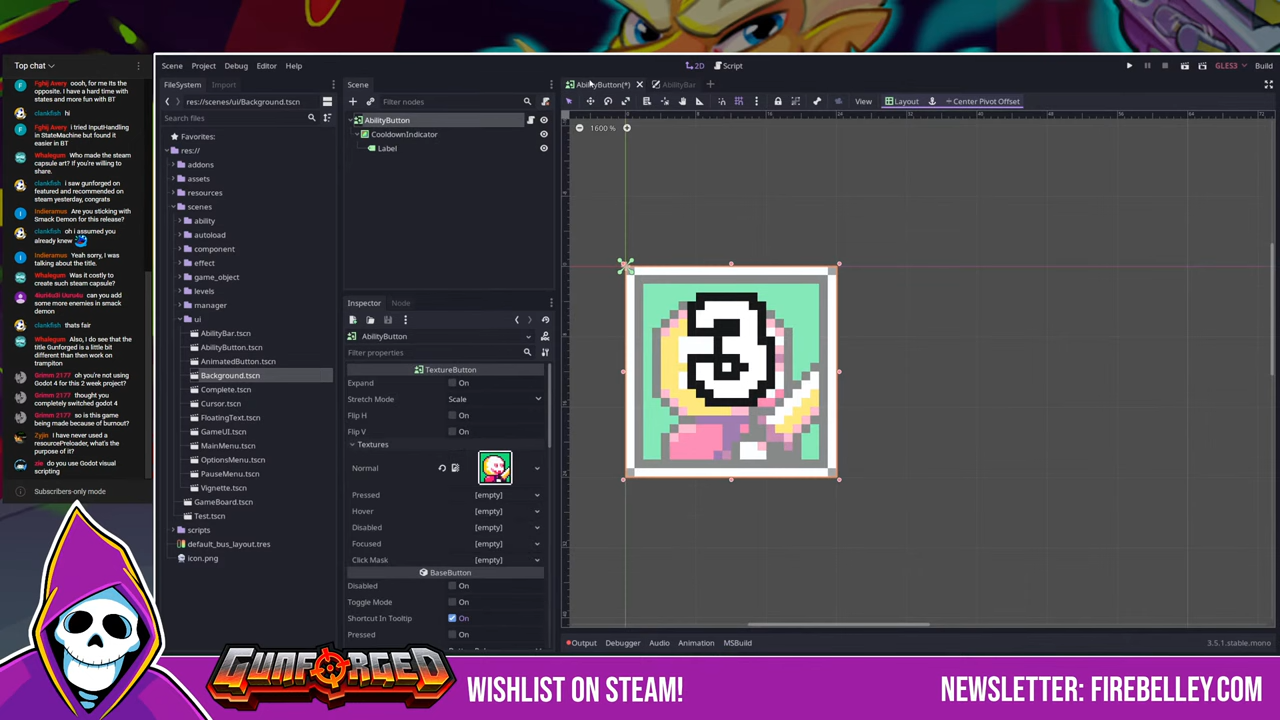 Top chat
Fghij Avery oooh, for me its the
opposite. I have a hard time with
states and more fun with BT
clankfish hi
Fghij Avery i tried InputHandling
in StateMachine but found it
easier in BT
Whalegum Who made the steam
capsule art? If you're willing to
share.
clankfish i saw gunforged on
featured and recommended on
steam yesterday, congrats
Indieramus Are you sticking with
Smack Demon for this release?
clankfish oh i assumed you
already knew
Indieramus Yeah sorry, I was
talking about the title.
Whalegum Was it costly to
create such steam capsule?
can you add
some more enemies in smack
demon
clankfish thats fair
Whalegum Also, I do see that the
title Gunforged is a little bit
different than then work on
trampiton
Grimm 2177 oh you're not using
Godot 4 for this 2 week project?
Grimm 2177 thought you
completely switched godot 4
Grimm 2177 so is this game
being made because of burnout?
Zyjin I have never used a
resourcePreloader, what's the
purpose of it?
zie do you use Godot visual
scripting
Subscribers-only mode
Scene Project Debug Editor Help
2D Script
GLES3 Build
FileSystem Import
res://scenes/ui/Background.tscn
Search files
Favorites:
res://
addons
assets
resources
scenes
ability
autoload
component
effect
game_object
levels
manager
ui
AbilityBar.tscn
AbilityButton.tscn
AnimatedButton.tscn
Background.tscn
Complete.tscn
Cursor.tscn
FloatingText.tscn
GameUI.tscn
MainMenu.tscn
OptionsMenu.tscn
PauseMenu.tscn
Vignette.tscn
GameBoard.tscn
Test.tscn
scripts
default_bus_layout.tres
icon.png
Scene
Filter nodes
AbilityButton
CooldownIndicator
Label
Inspector Node
AbilityButton
Filter properties
TextureButton
Expand On
Stretch Mode Scale
Flip H On
Flip V On
Textures
Normal
Pressed [empty]
Hover [empty]
Disabled [empty]
Focused [empty]
Click Mask [empty]
BaseButton
Disabled On
Toggle Mode On
Shortcut In Tooltip On
Pressed On
AbilityButton(*) AbilityBar
View Layout Center Pivot Offset
1600 %
3
Output Debugger Audio Animation MSBuild 3.5.1.stable.mono
GUNFORGED
WISHLIST ON STEAM!
NEWSLETTER: FIREBELLEY.COM